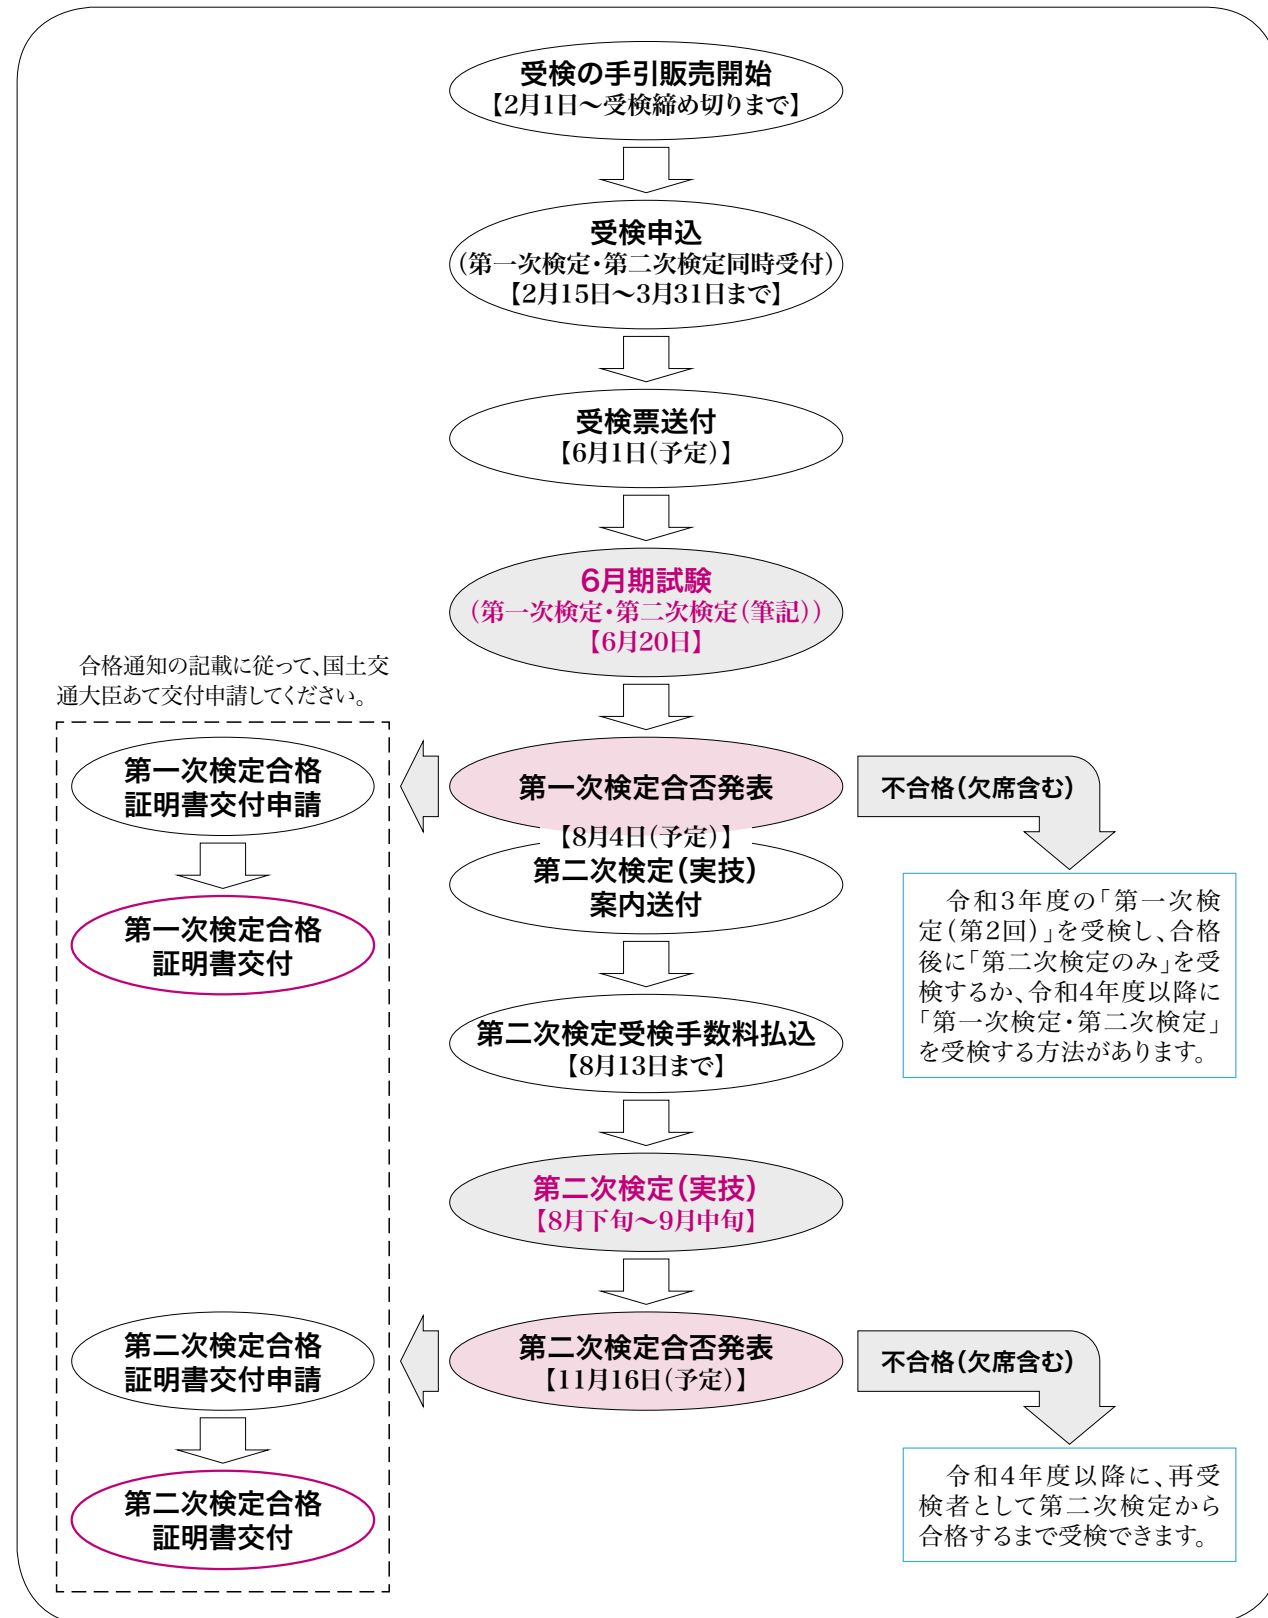 受検の手引販売開始
【2月1日～受検締め切りまで】
受検申込
(第一次検定・第二次検定同時受付)
【2月15日～3月31日まで】
受検票送付
【6月1日(予定)】
6月期試験
(第一次検定・第二次検定(筆記))
【6月20日】
合格通知の記載に従って、国土交
通大臣あて交付申請してください。
第一次検定合格
証明書交付申請
第一次検定合格
証明書交付
第一次検定合否発表
【8月4日(予定)】
第二次検定(実技)
案内送付
不合格(欠席含む)
令和3年度の「第一次検
定(第2回)」を受検し、合格
後に「第二次検定のみ」を受
検するか、令和4年度以降に
「第一次検定・第二次検定」
を受検する方法があります。
第二次検定受検手数料払込
【8月13日まで】
第二次検定(実技)
【8月下旬～9月中旬】
第二次検定合否発表
【11月16日(予定)】
第二次検定合格
証明書交付申請
第二次検定合格
証明書交付
不合格(欠席含む)
令和4年度以降に、再受
検者として第二次検定から
合格するまで受検できます。